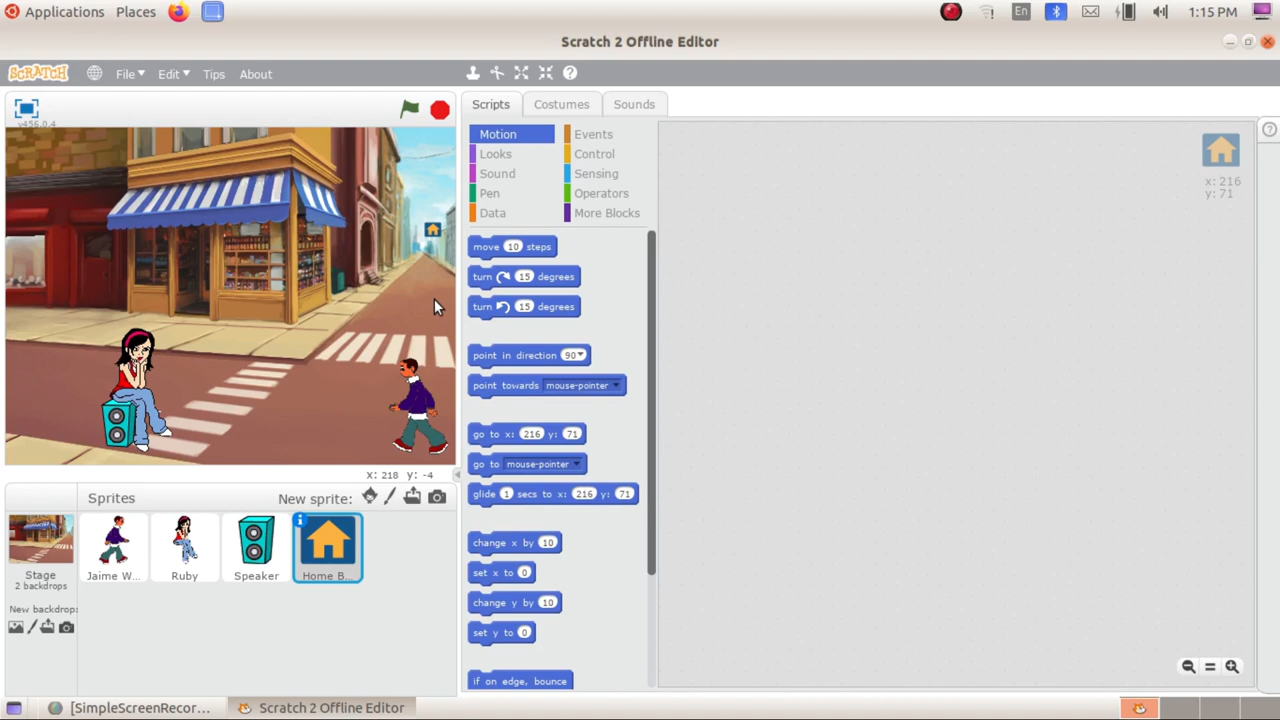 Applications Places En 1:15 PM
Scratch 2 Offline Editor
SCRATCH File Edit Tips About
v456.0.4
Scripts Costumes Sounds
Motion Events
Looks Control
Sound Sensing
Pen Operators
Data More Blocks
move 10 steps
turn 15 degrees
turn 15 degrees
point in direction 90
point towards mouse-pointer
go to x: 216 y: 71
go to mouse-pointer
glide 1 secs to x: 216 y: 71
change x by 10
set x to 0
change y by 10
set y to 0
if on edge, bounce
x: 216
y: 71
x: 218 y: -4
Sprites New sprite:
Jaime W... Ruby Speaker Home B...
Stage
2 backdrops
New backdrop:
[SimpleScreenRecor... Scratch 2 Offline Editor